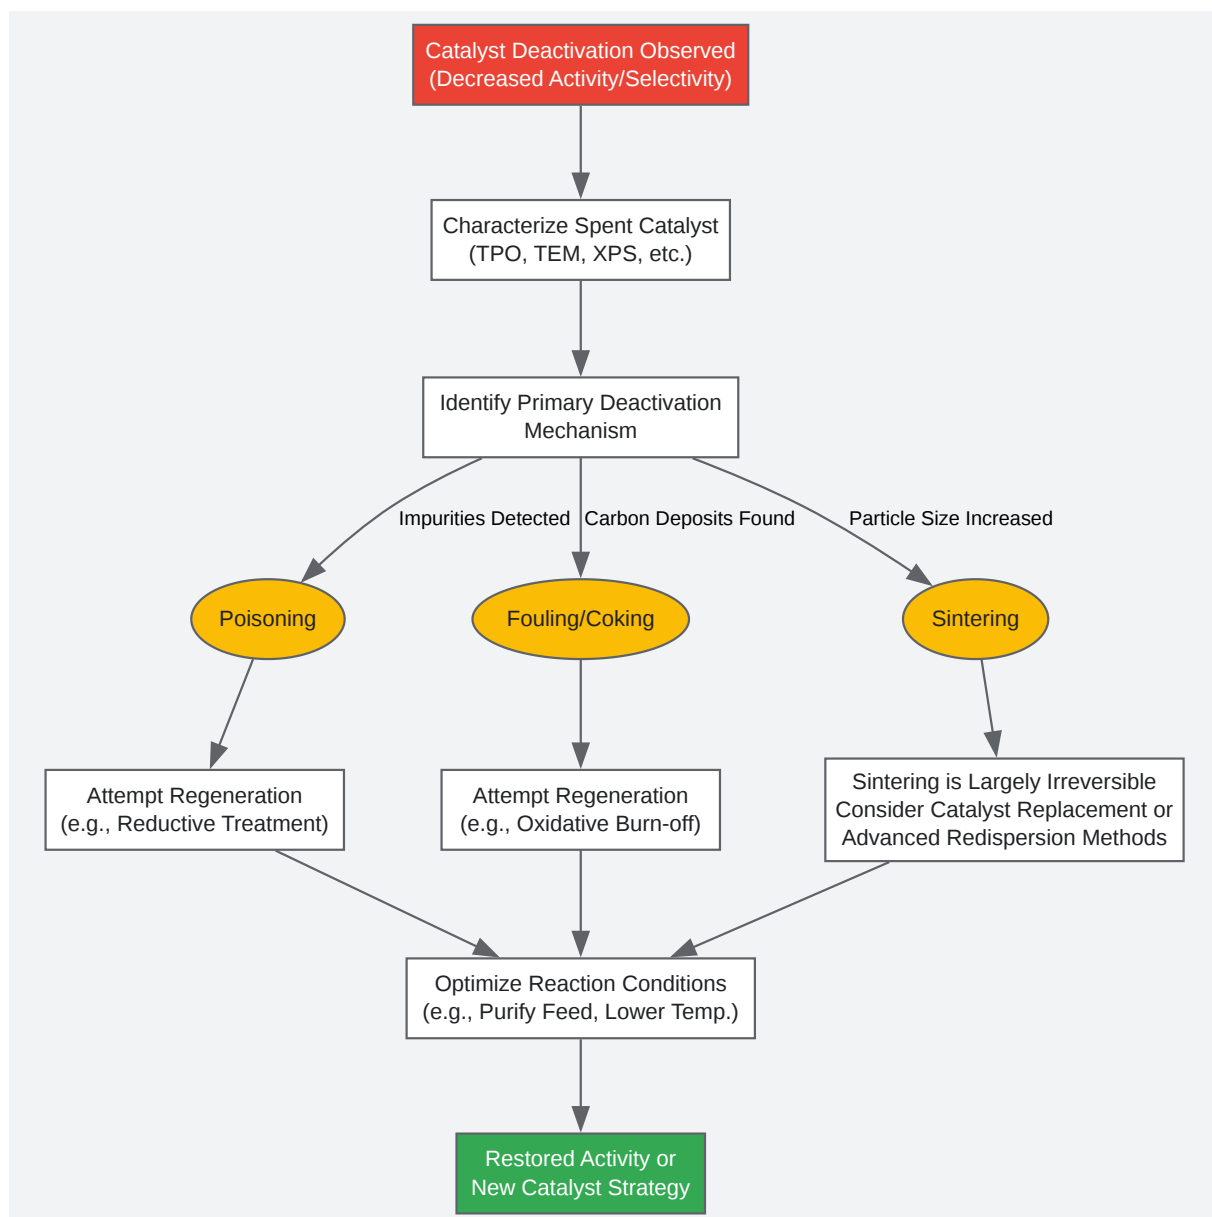 Catalyst Deactivation Observed
(Decreased Activity/Selectivity)
Characterize Spent Catalyst
(TPO, TEM, XPS, etc.)
Identify Primary Deactivation
Mechanism
Impurities Detected
Carbon Deposits Found
Particle Size Increased
Poisoning
Fouling/Coking
Sintering
Attempt Regeneration
(e.g., Reductive Treatment)
Attempt Regeneration
(e.g., Oxidative Burn-off)
Sintering is Largely Irreversible
Consider Catalyst Replacement or
Advanced Redispersion Methods
Optimize Reaction Conditions
(e.g., Purify Feed, Lower Temp.)
Restored Activity or
New Catalyst Strategy